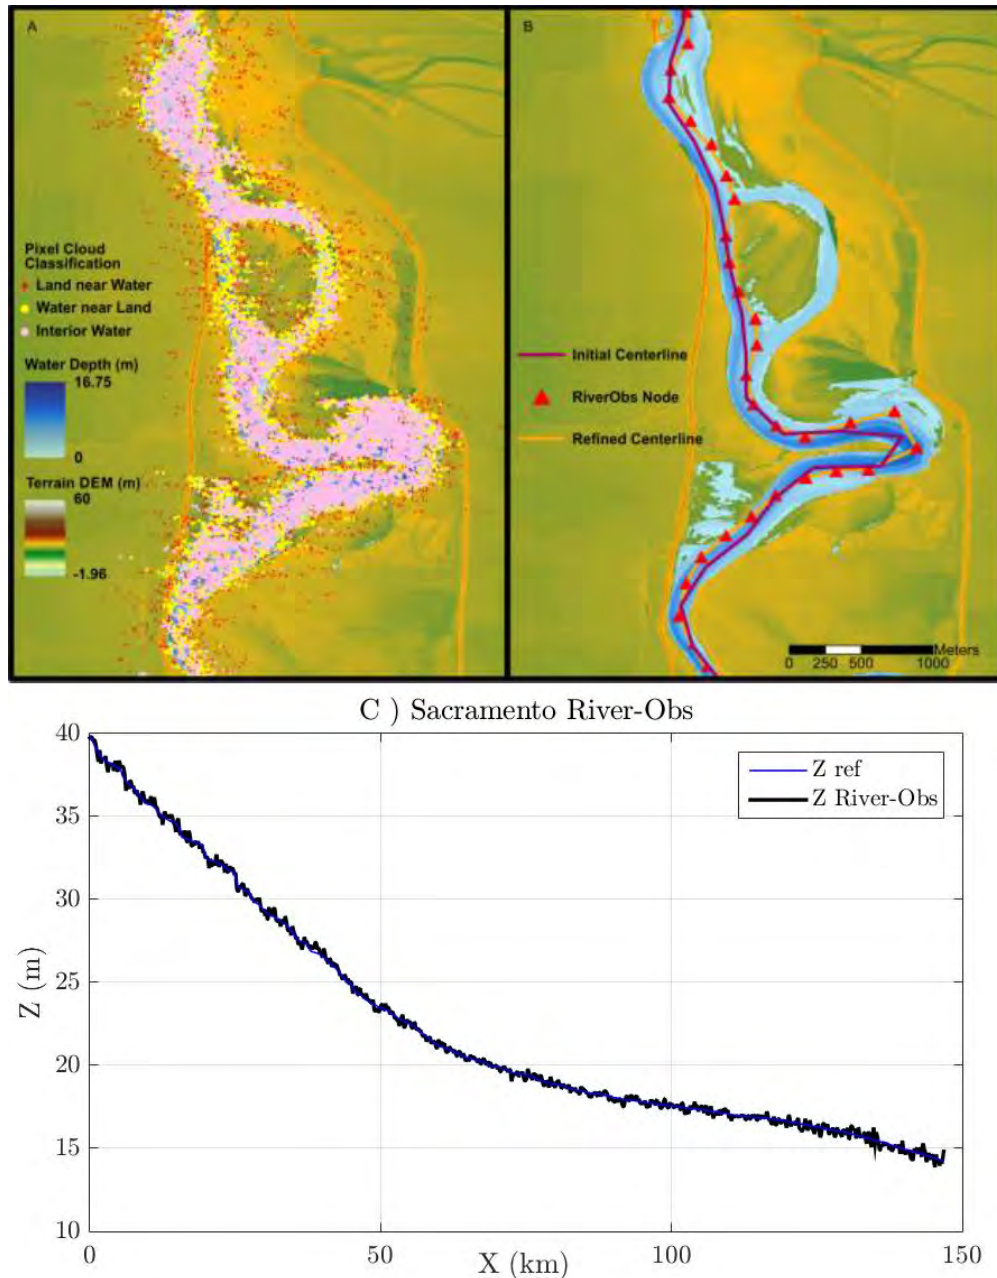 A
Pixel Cloud
Classification
Land near Water
Water near Land
Interior Water
Water Depth (m)
16.75
0
Terrain DEM (m)
60
-1.96
B
Initial Centerline
RiverObs Node
Refined Centerline
Meters
0 250 500 1000
C ) Sacramento River-Obs
Z ref
Z River-Obs
40
35
30
25
20
15
10
Z (m)
0 50 100 150
X (km)